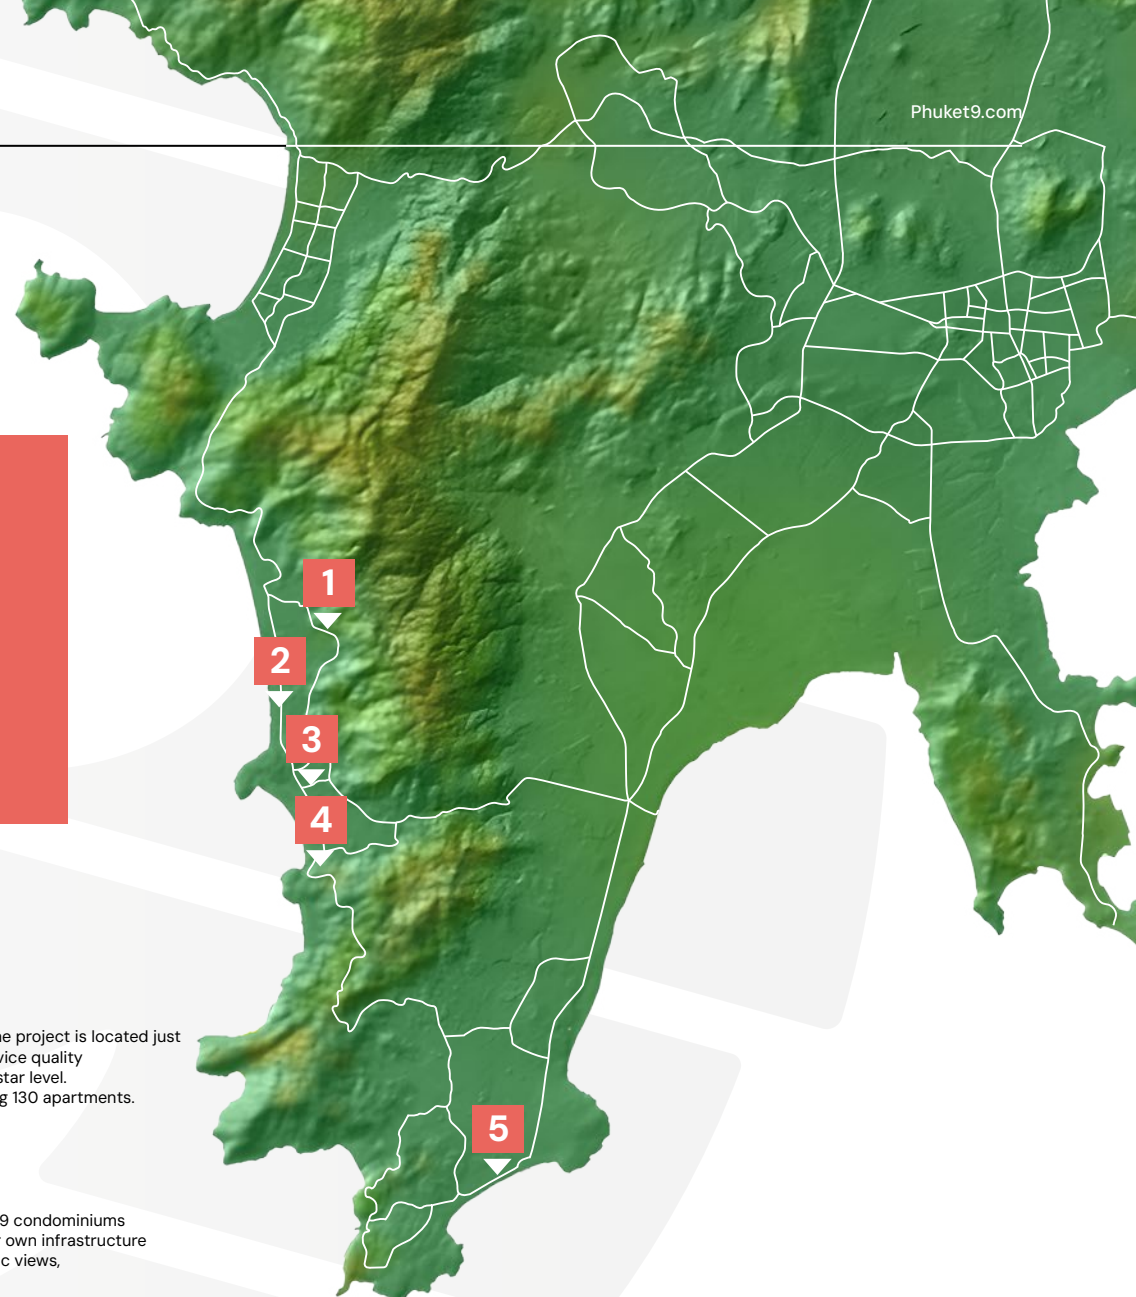 Phuket9.com
1
2
3
4
ne project is located just
vice quality
star level.
g 130 apartments.
5
9 condominiums
r own infrastructure
c views,